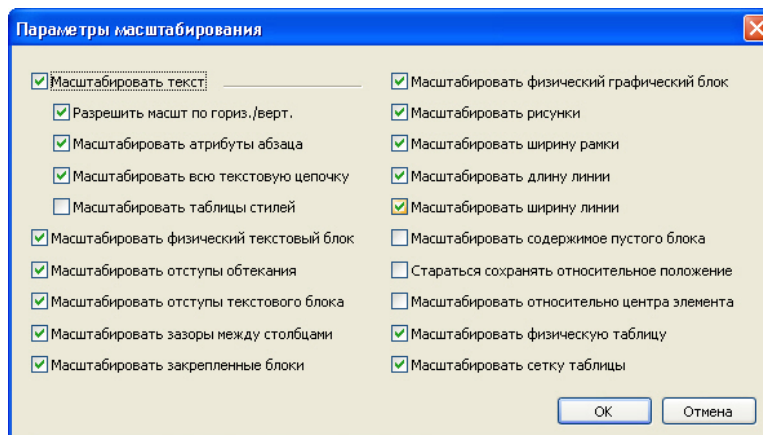 Параметры масштабирования
Масштабировать текст
Разрешить масшт по гориз./верт.
Масштабировать атрибуты абзаца
Масштабировать всю текстовую цепочку
Масштабировать таблицы стилей
Масштабировать физический текстовый блок
Масштабировать отступы обтекания
Масштабировать отступы текстового блока
Масштабировать зазоры между столбцами
Масштабировать закрепленные блоки
Масштабировать физический графический блок
Масштабировать рисунки
Масштабировать ширину рамки
Масштабировать длину линии
Масштабировать ширину линии
Масштабировать содержимое пустого блока
Стараться сохранять относительное положение
Масштабировать относительно центра элемента
Масштабировать физическую таблицу
Масштабировать сетку таблицы
OK
Отмена